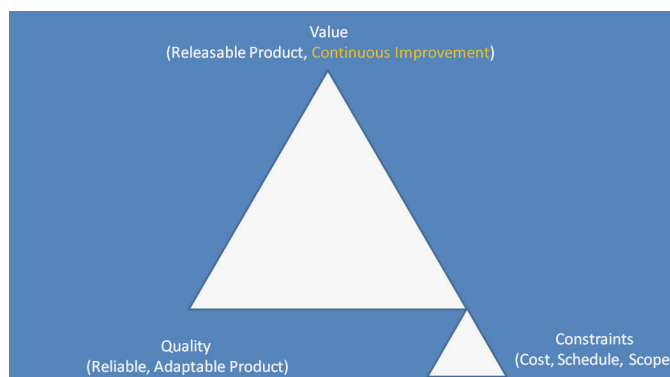 Value
(Releasable Product, Continuous Improvement)
Quality
(Reliable, Adaptable Product)
Constraints
(Cost, Schedule, Scope